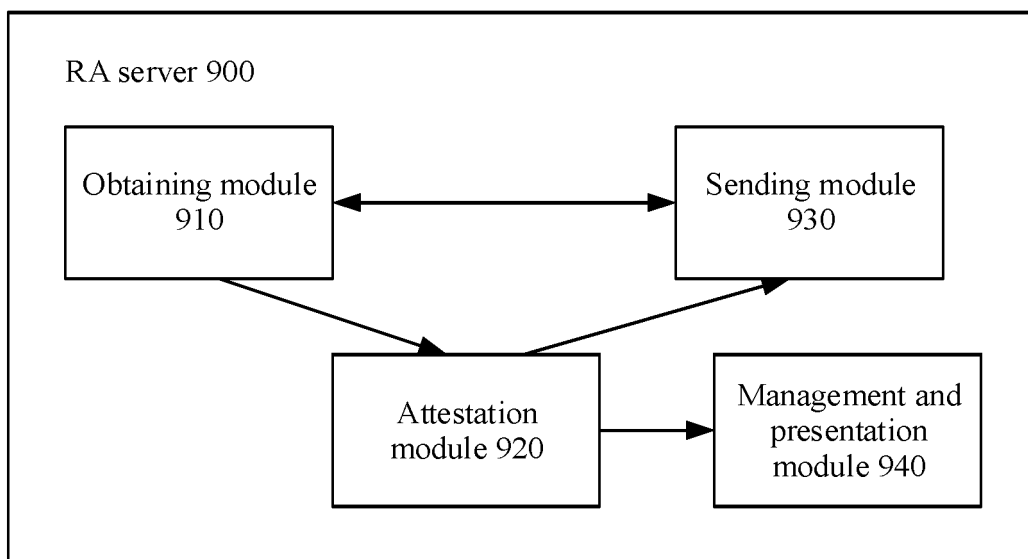 RA server 900
Obtaining module
910
Sending module
930
Attestation
module 920
Management and
presentation
module 940